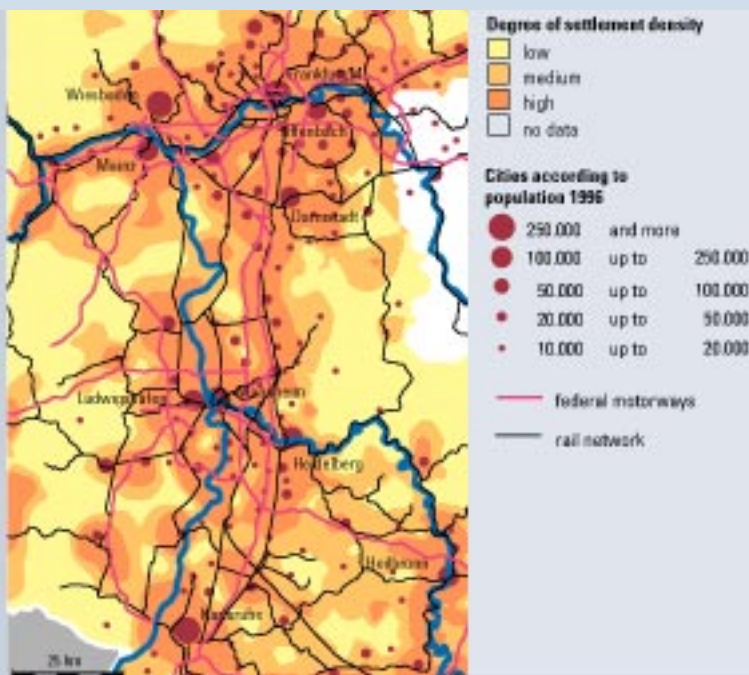 Degree of settlement density
low
medium
high
no data
Cities according to
population 1996
250.000 and more
100.000 up to 250.000
50.000 up to 100.000
20.000 up to 50.000
10.000 up to 20.000
federal motorways
rail network
Wiesbaden
Frankfurt/M.
Offenbach
Mainz
Darmstadt
Ludwigshafen
Mannheim
Heidelberg
Heilbronn
Karlsruhe
25 km